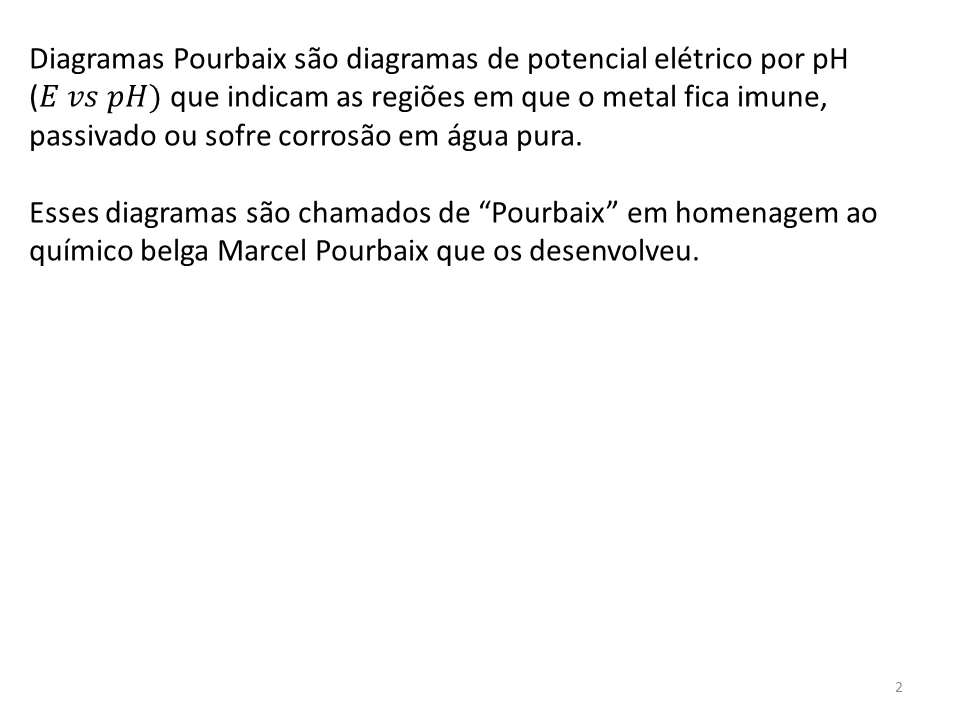 Diagramas Pourbaix são diagramas de potencial elétrico por pH
(𝐸 𝑣𝑠 𝑝𝐻) que indicam as regiões em que o metal fica imune,
passivado ou sofre corrosão em água pura.
Esses diagramas são chamados de “Pourbaix” em homenagem ao
químico belga Marcel Pourbaix que os desenvolveu.
2